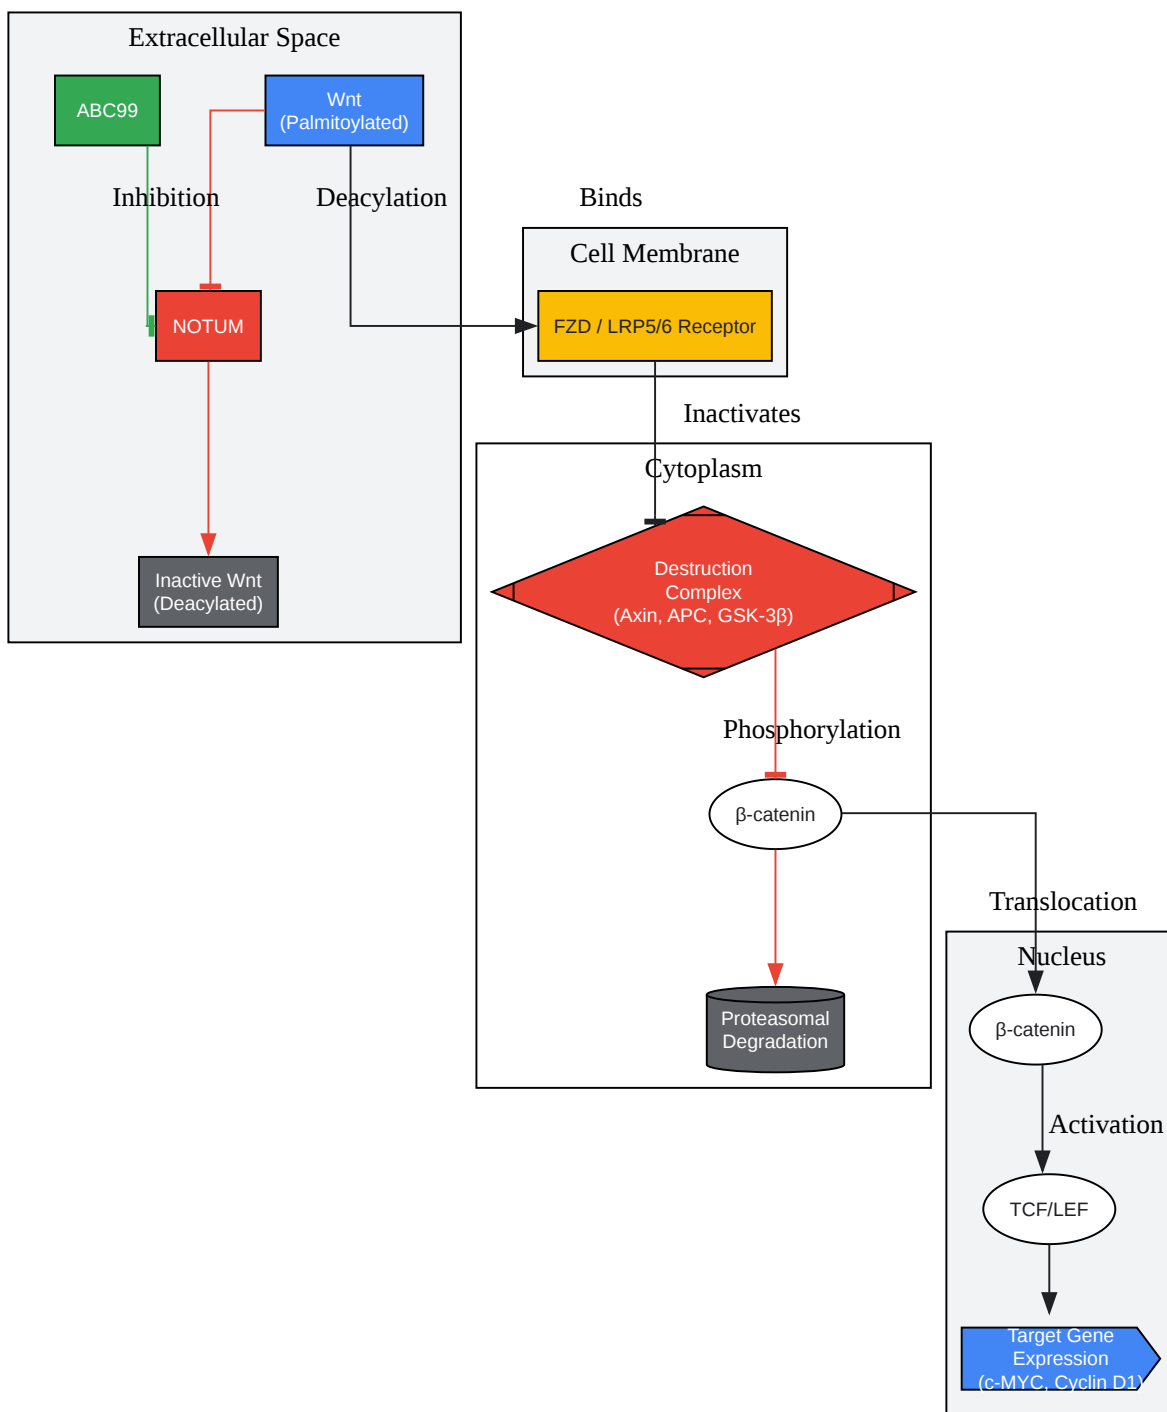 Extracellular Space
ABC99
Wnt
(Palmitoylated)
Inhibition
Deacylation
Binds
Cell Membrane
NOTUM
FZD / LRP5/6 Receptor
Inactivates
Cytoplasm
Inactive Wnt
(Deacylated)
Destruction
Complex
(Axin, APC, GSK-3β)
Phosphorylation
β-catenin
Translocation
Nucleus
Proteasomal
Degradation
β-catenin
Activation
TCF/LEF
Target Gene
Expression
(c-MYC, Cyclin D1)